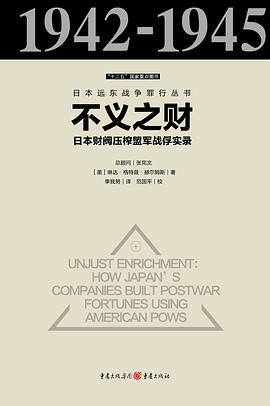 1942-1945
“十二五”国家重点图书
日本远东战争罪行丛书
不义之财
日本财阀压榨盟军战俘实录
总顾问｜张宪文
［美］琳达·格特兹·赫尔姆斯｜著
季我努｜译 范国平｜校
UNJUST ENRICHMENT:
HOW JAPAN’S
COMPANIES BUILT POSTWAR
FORTUNES USING
AMERICAN POWS
重庆出版集团 重庆出版社